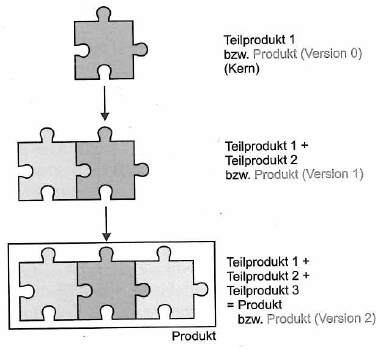 Teilprodukt 1
bzw. Produkt (Version 0)
(Kern)
Teilprodukt 1 +
Teilprodukt 2
bzw. Produkt (Version 1)
Teilprodukt 1 +
Teilprodukt 2 +
Teilprodukt 3
= Produkt
bzw. Produkt (Version 2)
Produkt